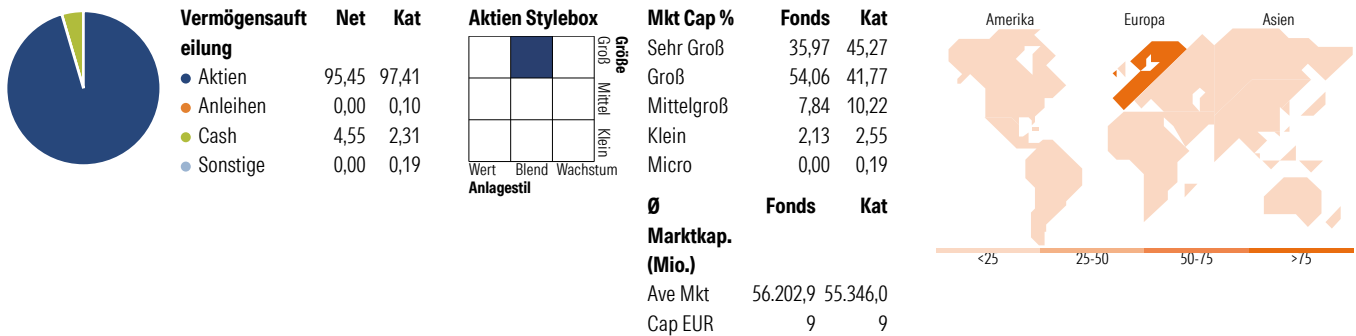 Vermögensauft Net Kat
eilung
Aktien 95,45 97,41
Anleihen 0,00 0,10
Cash 4,55 2,31
Sonstige 0,00 0,19
Aktien Stylebox
Größe
Groß
Mittel
Klein
Wert Blend Wachstum
Anlagestil
Mkt Cap % Fonds Kat
Sehr Groß 35,97 45,27
Groß 54,06 41,77
Mittelgroß 7,84 10,22
Klein 2,13 2,55
Micro 0,00 0,19
Ø Fonds Kat
Marktkap.
(Mio.)
Ave Mkt 56.202,9 55.346,0
Cap EUR 9 9
Amerika Europa Asien
<25 25-50 50-75 >75